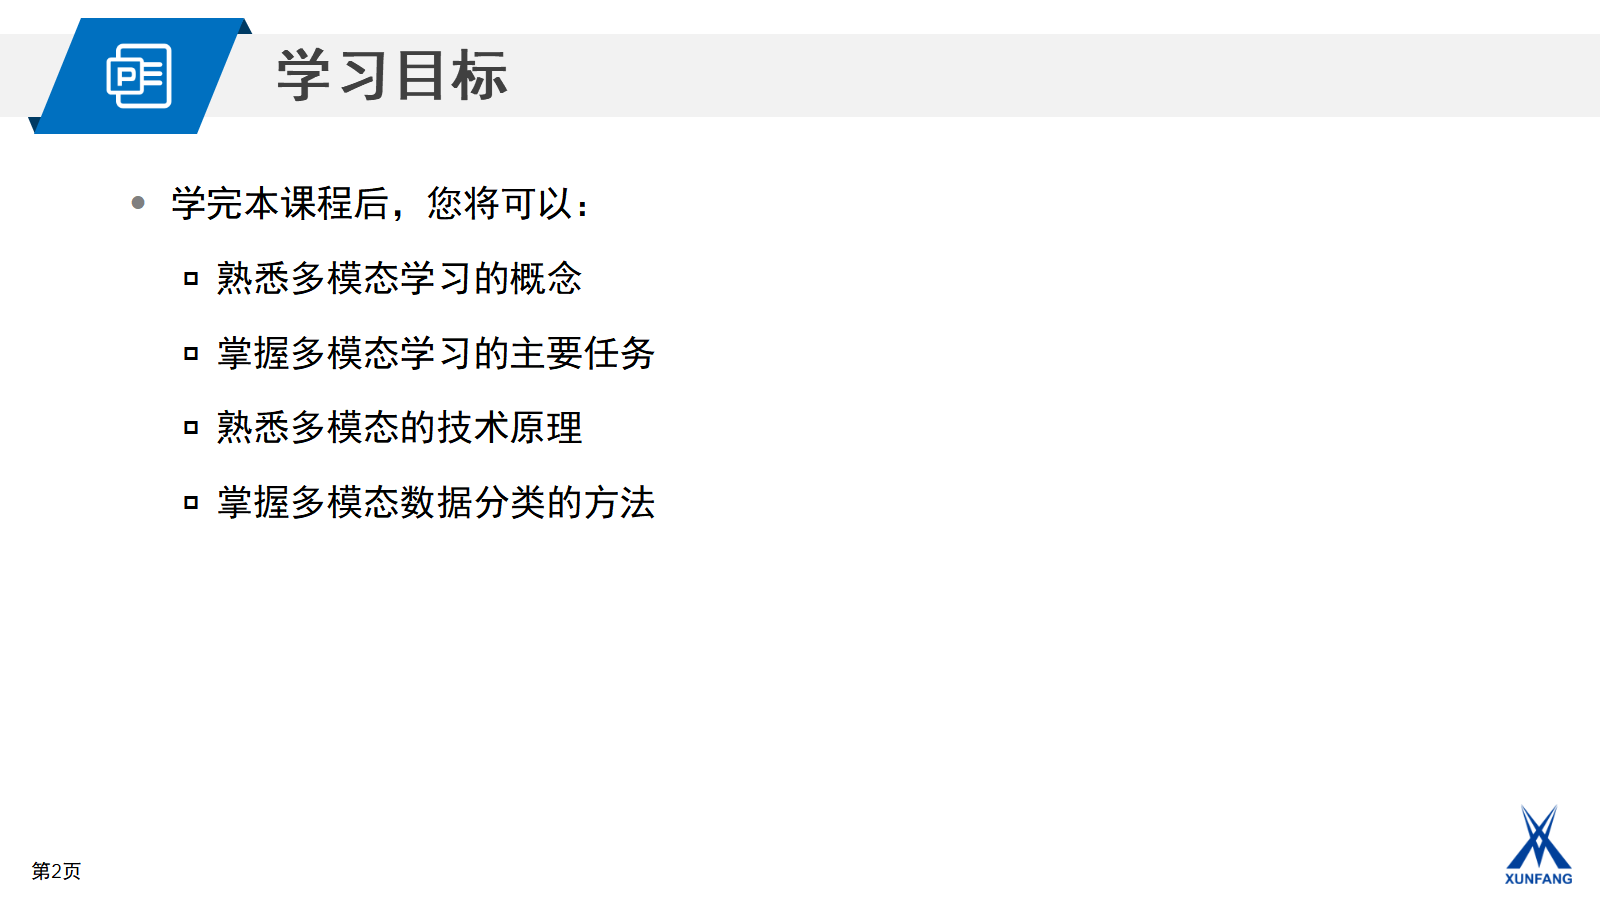 学习目标
学完本课程后，您将可以：
熟悉多模态学习的概念
掌握多模态学习的主要任务
熟悉多模态的技术原理
掌握多模态数据分类的方法
第2页
XUNFANG